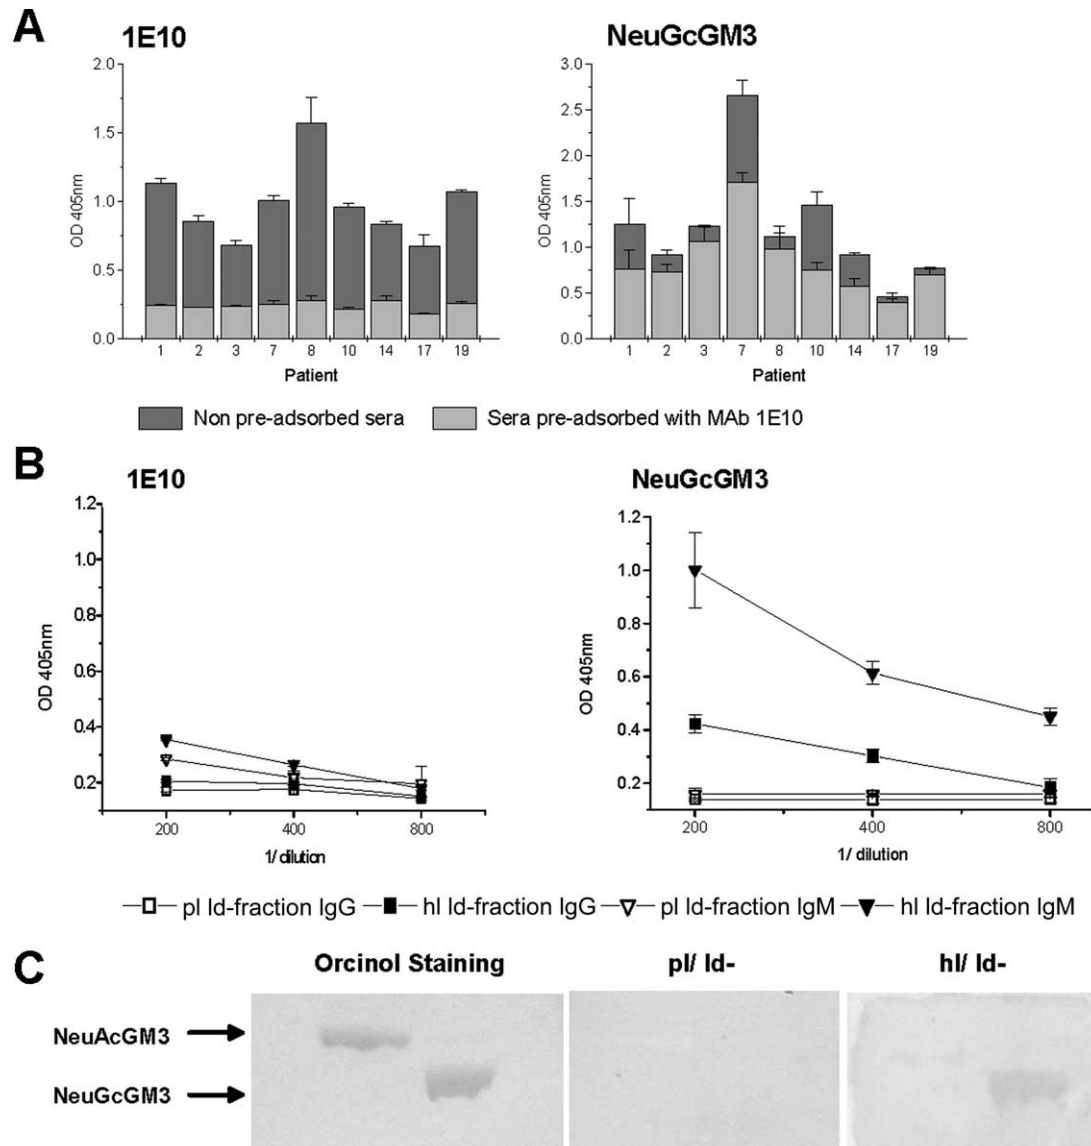 A
1E10
NeuGcGM3
2.0
1.5
1.0
0.5
0.0
OD 405nm
1 2 3 7 8 10 14 17 19
Patient
3.0
2.5
2.0
1.5
1.0
0.5
0.0
OD 405nm
1 2 3 7 8 10 14 17 19
Patient
Non pre-adsorbed sera
Sera pre-adsorbed with MAb 1E10
B
1E10
NeuGcGM3
1.2
1.0
0.8
0.6
0.4
0.2
OD 405nm
200 400 800
1/ dilution
1.2
1.0
0.8
0.6
0.4
0.2
OD 405nm
200 400 800
1/ dilution
pI Id-fraction IgG
hI Id-fraction IgG
pI Id-fraction IgM
hI Id-fraction IgM
C
Orcinol Staining
pI/ Id-
hI/ Id-
NeuAcGM3
NeuGcGM3